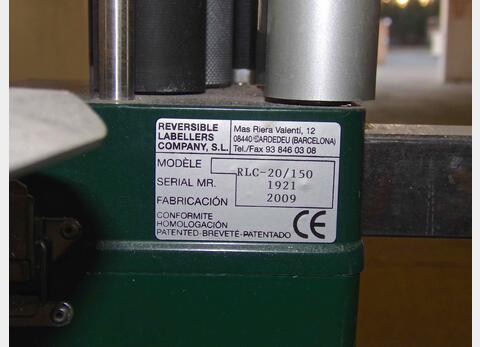 REVERSIBLE
LABELLERS
COMPANY, S.L.
Mas Riera Valentí, 12
08440 CARDEDEU (BARCELONA)
Tel./Fax 93 846 03 08
MODÈLE RLC-20/150
SERIAL MR. 1921
FABRICACIÓN 2009
CONFORMITE
HOMOLOGACIÓN
PATENTED-BREVETÉ-PATENTADO
CE